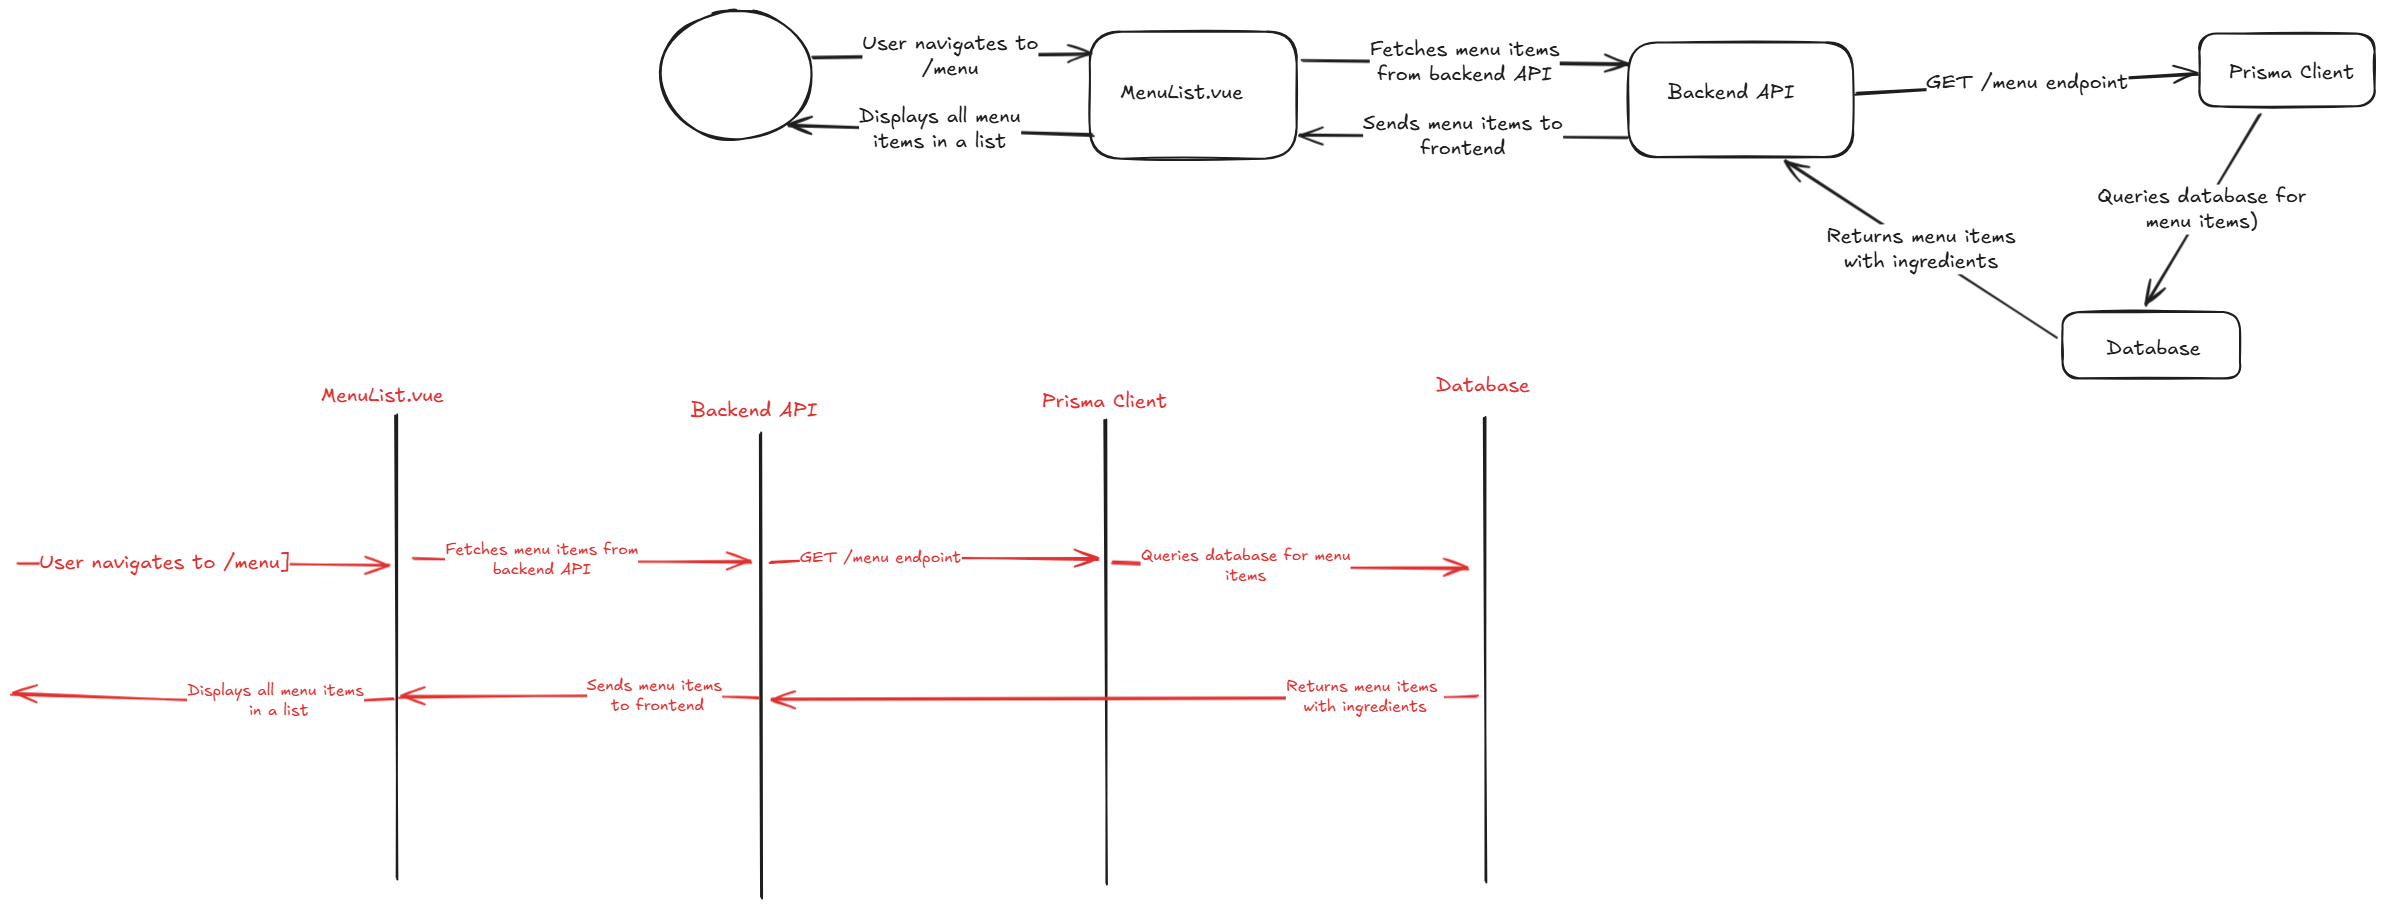 User navigates to
/menu
Fetches menu items
from backend API
Prisma Client
GET /menu endpoint
MenuList.vue
Backend API
Displays all menu
items in a list
Sends menu items to
frontend
Queries database for
menu items)
Returns menu items
with ingredients
Database
MenuList.vue
Backend API
Prisma Client
Database
User navigates to /menu]
Fetches menu items from
backend API
GET /menu endpoint
Queries database for menu
items
Displays all menu items
in a list
Sends menu items
to frontend
Returns menu items
with ingredients